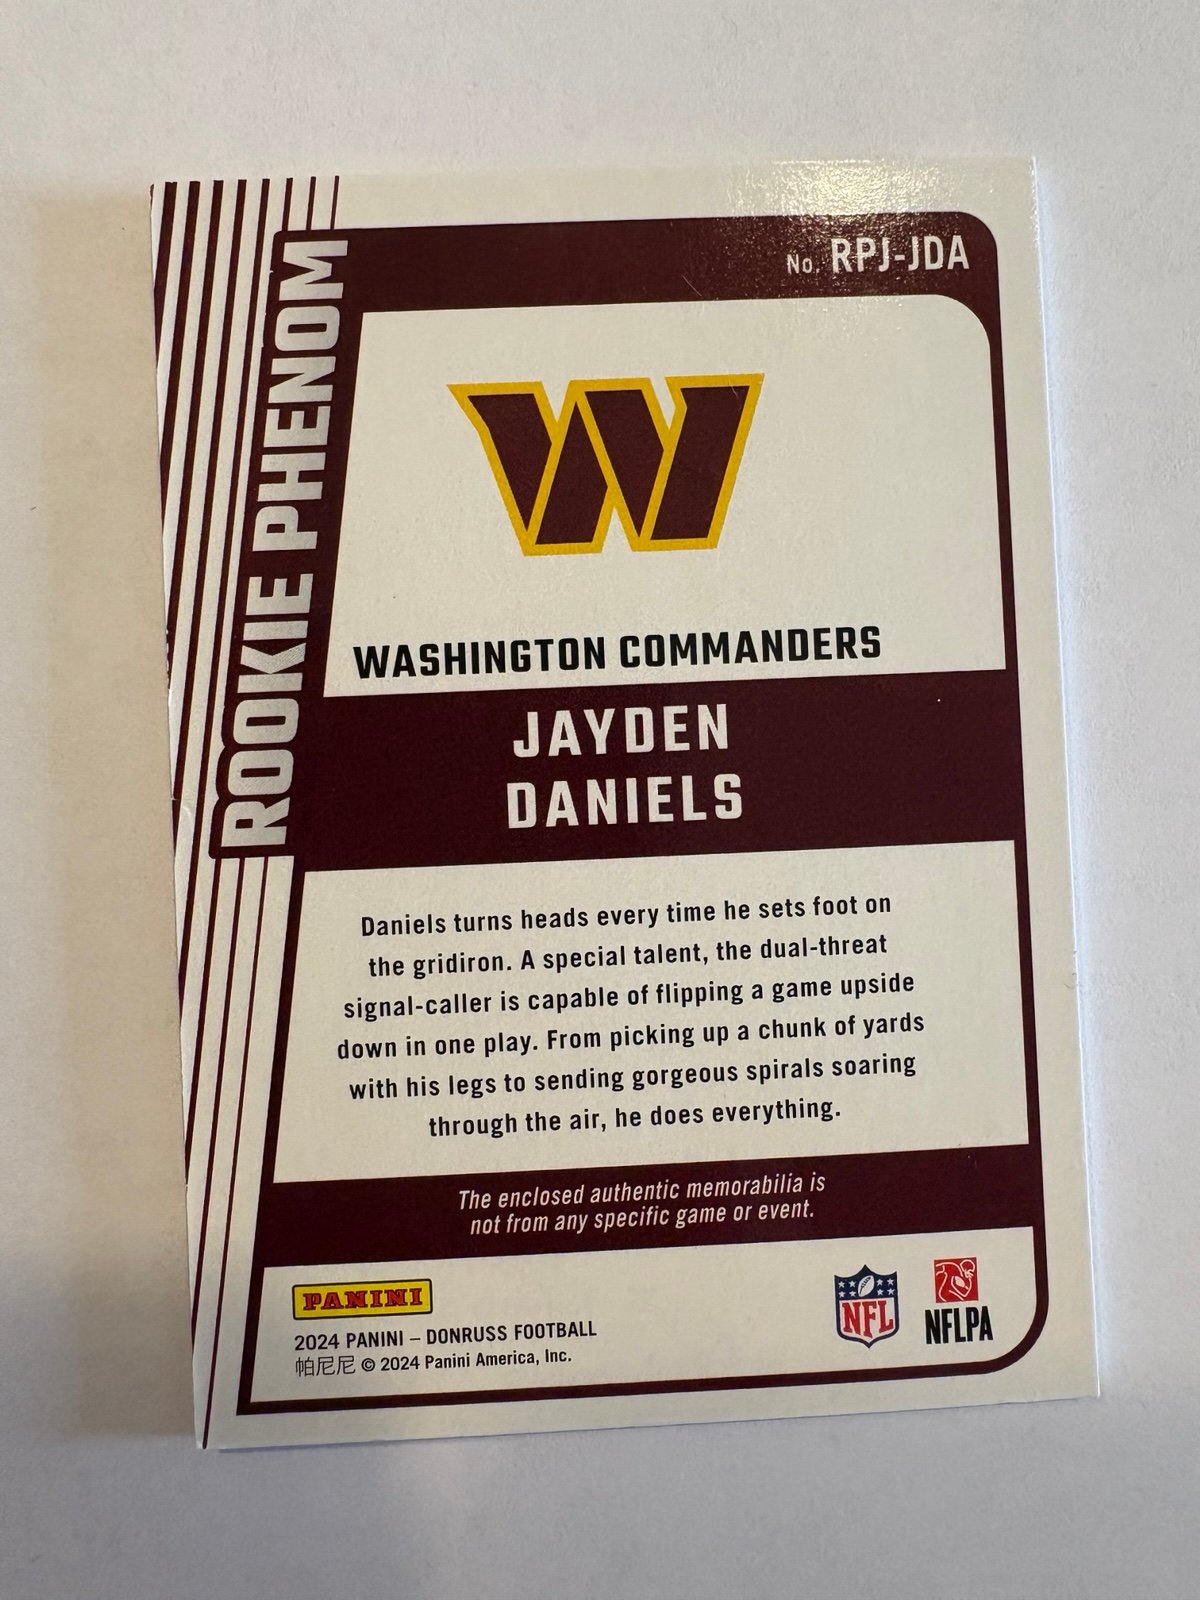 No. RPJ-JDA
ROOKIE PHENOM
W
WASHINGTON COMMANDERS
JAYDEN
DANIELS
Daniels turns heads every time he sets foot on
the gridiron. A special talent, the dual-threat
signal-caller is capable of flipping a game upside
down in one play. From picking up a chunk of yards
with his legs to sending gorgeous spirals soaring
through the air, he does everything.
The enclosed authentic memorabilia is
not from any specific game or event.
PANINI
2024 PANINI – DONRUSS FOOTBALL
帕尼尼 © 2024 Panini America, Inc.
NFL
NFLPA